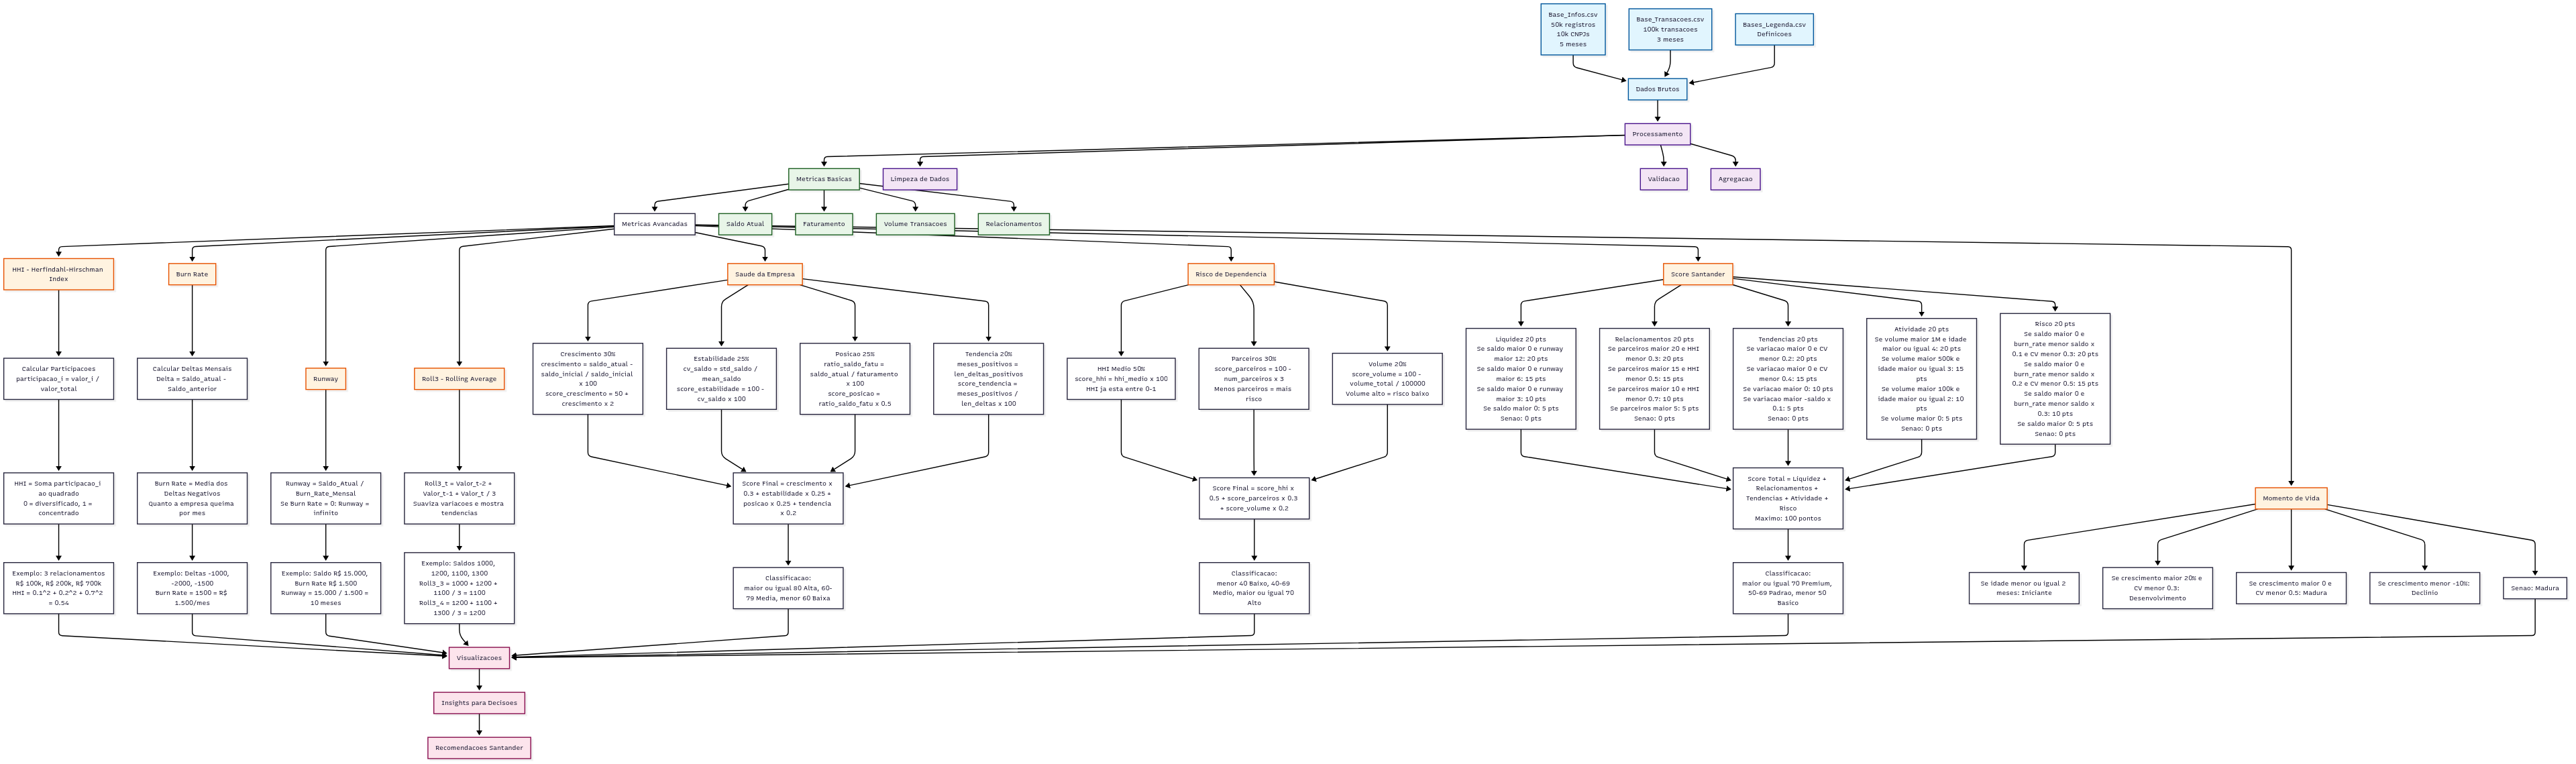 Base_Infos.csv
50k registros
10k CNPJs
5 meses
Base_Transacoes.csv
100k transacoes
3 meses
Bases_Legenda.csv
Definicoes
Dados Brutos
Processamento
Metricas Basicas
Limpeza de Dados
Validacao
Agregacao
Metricas Avancadas
Saldo Atual
Faturamento
Volume Transacoes
Relacionamentos
HHI - Herfindahl-Hirschman
Index
Burn Rate
Saude da Empresa
Risco de Dependencia
Score Santander
Calcular Participacoes
participacao_i = valor_i /
valor_total
Calcular Deltas Mensais
Delta = Saldo_atual -
Saldo_anterior
Runway
Roll3 - Rolling Average
Crescimento 30%
crescimento = saldo_atual -
saldo_inicial / saldo_inicial
x 100
score_crescimento = 50 +
crescimento x 2
Estabilidade 25%
cv_saldo = std_saldo /
mean_saldo
score_estabilidade = 100 -
cv_saldo x 100
Posicao 25%
ratio_saldo_fatu =
saldo_atual / faturamento
x 100
score_posicao =
ratio_saldo_fatu x 0.5
Tendencia 20%
meses_positivos =
len_deltas_positivos
score_tendencia =
meses_positivos /
len_deltas x 100
HHI Medio 50%
score_hhi = hhi_medio x 100
HHI ja esta entre 0-1
Parceiros 30%
score_parceiros = 100 -
num_parceiros x 3
Menos parceiros = mais
risco
Volume 20%
score_volume = 100 -
volume_total / 100000
Volume alto = risco baixo
Liquidez 20 pts
Se saldo maior 0 e runway
maior 12: 20 pts
Se saldo maior 0 e runway
maior 6: 15 pts
Se saldo maior 0 e runway
maior 3: 10 pts
Se saldo maior 0: 5 pts
Senao: 0 pts
Relacionamentos 20 pts
Se parceiros maior 20 e HHI
menor 0.3: 20 pts
Se parceiros maior 15 e HHI
menor 0.5: 15 pts
Se parceiros maior 10 e HHI
menor 0.7: 10 pts
Se parceiros maior 5: 5 pts
Senao: 0 pts
Tendencias 20 pts
Se variacao maior 0 e CV
menor 0.2: 20 pts
Se variacao maior 0 e CV
menor 0.4: 15 pts
Se variacao maior 0: 10 pts
Se variacao maior -saldo x
0.1: 5 pts
Senao: 0 pts
Atividade 20 pts
Se volume maior 1M e idade
maior ou igual 4: 20 pts
Se volume maior 500k e
idade maior ou igual 3: 15
pts
Se volume maior 100k e
idade maior ou igual 2: 10
pts
Se volume maior 0: 5 pts
Senao: 0 pts
Risco 20 pts
Se saldo maior 0 e
burn_rate menor saldo x
0.1 e CV menor 0.3: 20 pts
Se saldo maior 0 e
burn_rate menor saldo x
0.2 e CV menor 0.5: 15 pts
Se saldo maior 0 e
burn_rate menor saldo x
0.3: 10 pts
Se saldo maior 0: 5 pts
Senao: 0 pts
HHI = Soma participacao_i
ao quadrado
0 = diversificado, 1 =
concentrado
Burn Rate = Media dos
Deltas Negativos
Quanto a empresa queima
por mes
Runway = Saldo_Atual /
Burn_Rate_Mensal
Se Burn Rate = 0: Runway =
infinito
Roll3_t = Valor_t-2 +
Valor_t-1 + Valor_t / 3
Suaviza variacoes e mostra
tendencias
Score Final = crescimento x
0.3 + estabilidade x 0.25 +
posicao x 0.25 + tendencia
x 0.2
Score Final = score_hhi x
0.5 + score_parceiros x 0.3
+ score_volume x 0.2
Score Total = Liquidez +
Relacionamentos +
Tendencias + Atividade +
Risco
Maximo: 100 pontos
Momento de Vida
Exemplo: 3 relacionamentos
R$ 100k, R$ 200k, R$ 700k
HHI = 0.1^2 + 0.2^2 + 0.7^2
= 0.54
Exemplo: Deltas -1000,
-2000, -1500
Burn Rate = 1500 = R$
1.500/mes
Exemplo: Saldo R$ 15.000,
Burn Rate R$ 1.500
Runway = 15.000 / 1.500 =
10 meses
Exemplo: Saldos 1000,
1200, 1100, 1300
Roll3_3 = 1000 + 1200 +
1100 / 3 = 1100
Roll3_4 = 1200 + 1100 +
1300 / 3 = 1200
Classificacao:
maior ou igual 80 Alta, 60-
79 Media, menor 60 Baixa
Classificacao:
menor 40 Baixo, 40-69
Medio, maior ou igual 70
Alto
Classificacao:
maior ou igual 70 Premium,
50-69 Padrao, menor 50
Basico
Se idade menor ou igual 2
meses: Iniciante
Se crescimento maior 20% e
CV menor 0.3:
Desenvolvimento
Se crescimento maior 0 e
CV menor 0.5: Madura
Se crescimento menor -10%:
Declinio
Senao: Madura
Visualizacoes
Insights para Decisoes
Recomendacoes Santander